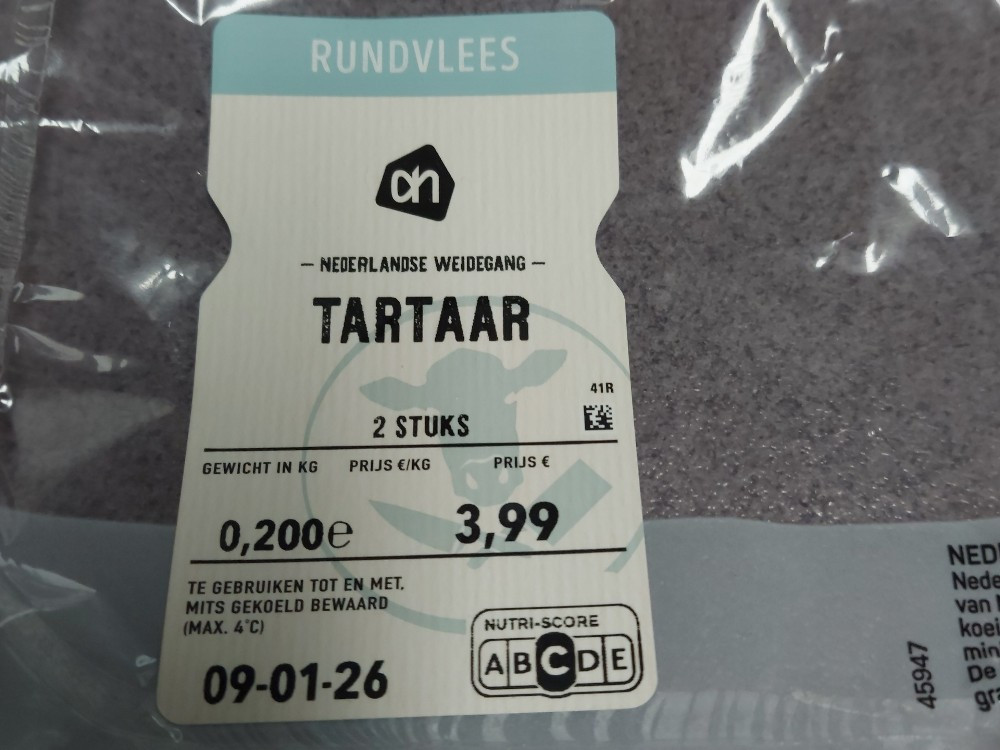 RUNDVLEES
ah
– NEDERLANDSE WEIDEGANG –
TARTAAR
41R
2 STUKS
GEWICHT IN KG PRIJS €/KG PRIJS €
0,200e 3,99
TE GEBRUIKEN TOT EN MET,
MITS GEKOELD BEWAARD
(MAX. 4°C)
09-01-26
NUTRI-SCORE
A B C D E
45947
NED
Nede
van
koei
min
De
gra